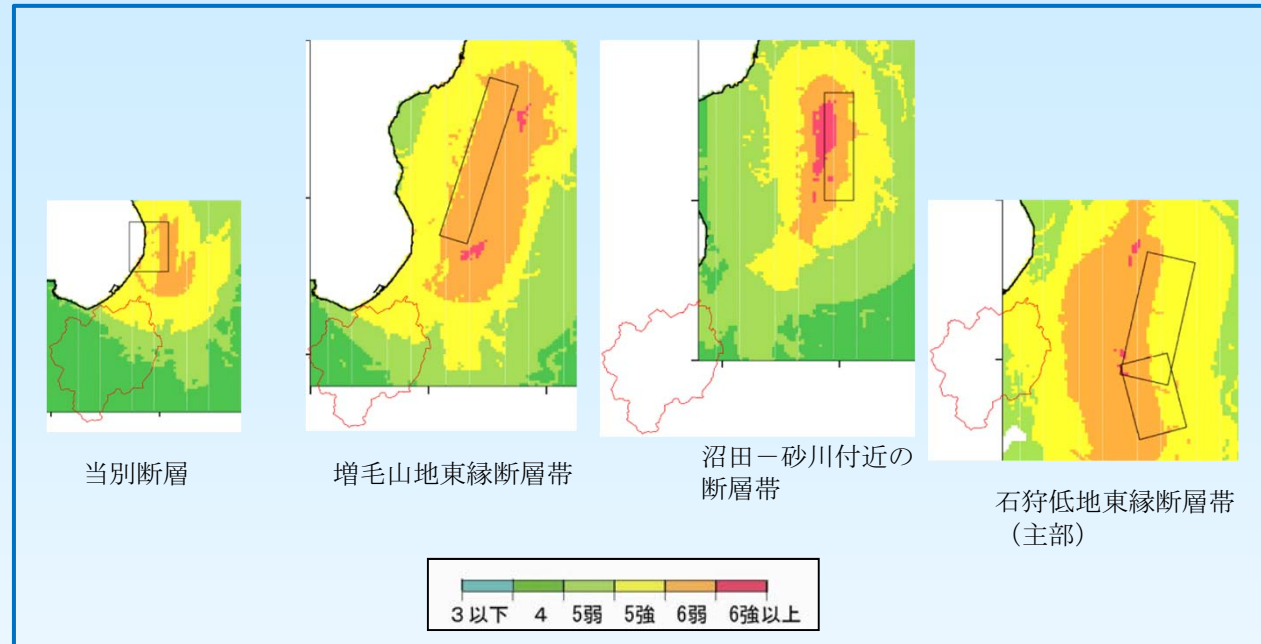 当別断層
増毛山地東縁断層帯
沼田－砂川付近の
断層帯
石狩低地東縁断層帯
（主部）
3以下 4 5弱 5強 6弱 6強以上